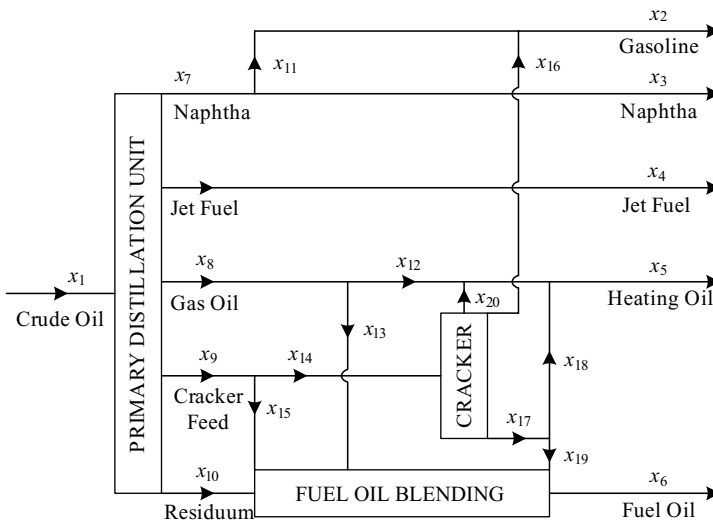 x2
Gasoline
x11
x16
x7
Naphtha
x3
Naphtha
PRIMARY DISTILLATION UNIT
Jet Fuel
x4
Jet Fuel
x1
Crude Oil
x8
Gas Oil
x12
x5
Heating Oil
x20
x13
CRACKER
x9
Cracker
Feed
x14
x15
x18
x17
x19
x10
Residuum
FUEL OIL BLENDING
x6
Fuel Oil